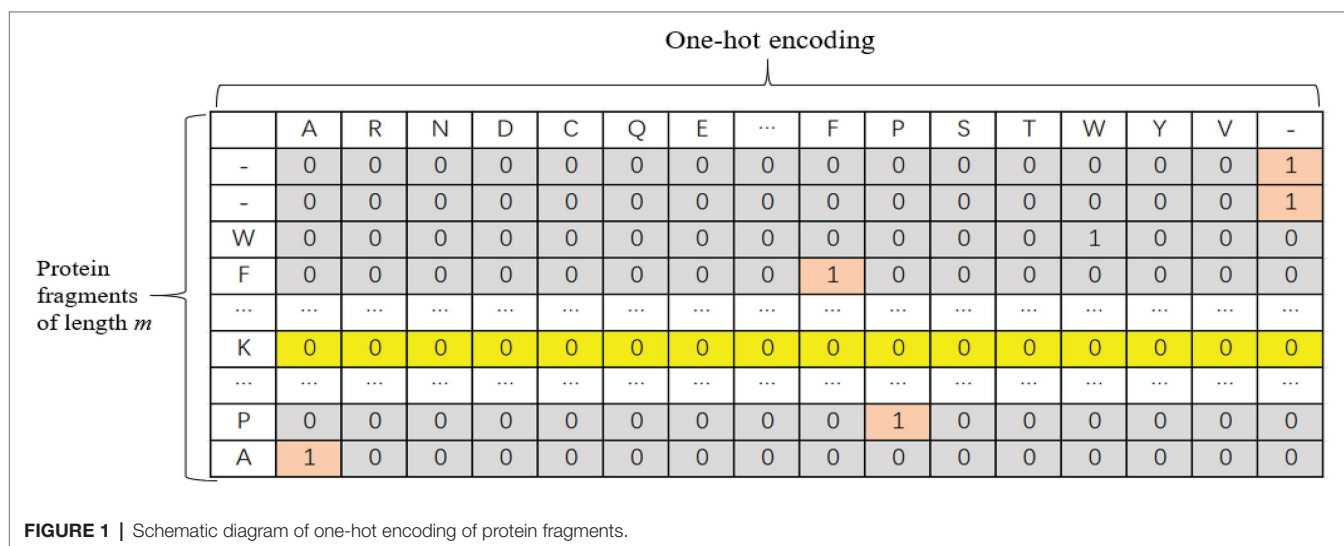 One-hot encoding
A R N D C Q E ... F P S T W Y V -
- 0 0 0 0 0 0 0 0 0 0 0 0 0 0 0 1
- 0 0 0 0 0 0 0 0 0 0 0 0 0 0 0 1
W 0 0 0 0 0 0 0 0 0 0 0 0 1 0 0 0
F 0 0 0 0 0 0 0 0 1 0 0 0 0 0 0 0
... ... ... ... ... ... ... ... ... ... ... ... ... ... ... ... ...
K 0 0 0 0 0 0 0 0 0 0 0 0 0 0 0 0
... ... ... ... ... ... ... ... ... ... ... ... ... ... ... ... ...
P 0 0 0 0 0 0 0 0 0 1 0 0 0 0 0 0
A 1 0 0 0 0 0 0 0 0 0 0 0 0 0 0 0
Protein
fragments
of length m
FIGURE 1 | Schematic diagram of one-hot encoding of protein fragments.